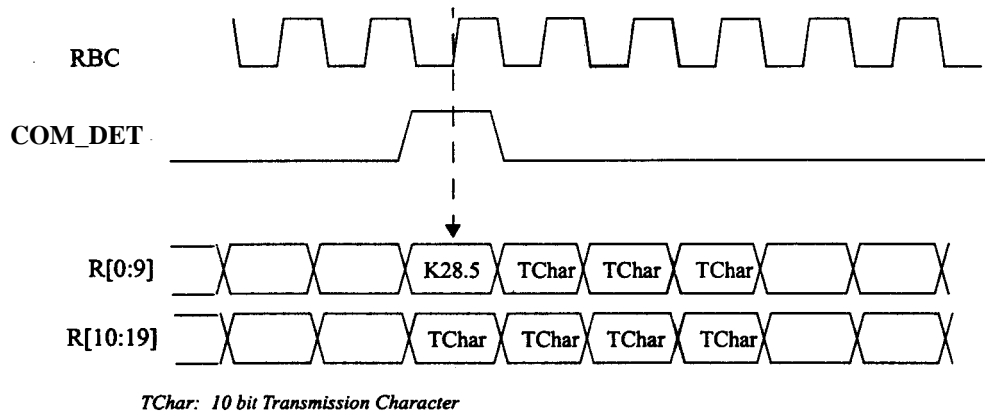 RBC
COM_DET
R[0:9] K28.5 TChar TChar TChar
R[10:19] TChar TChar TChar TChar
TChar: 10 bit Transmission Character